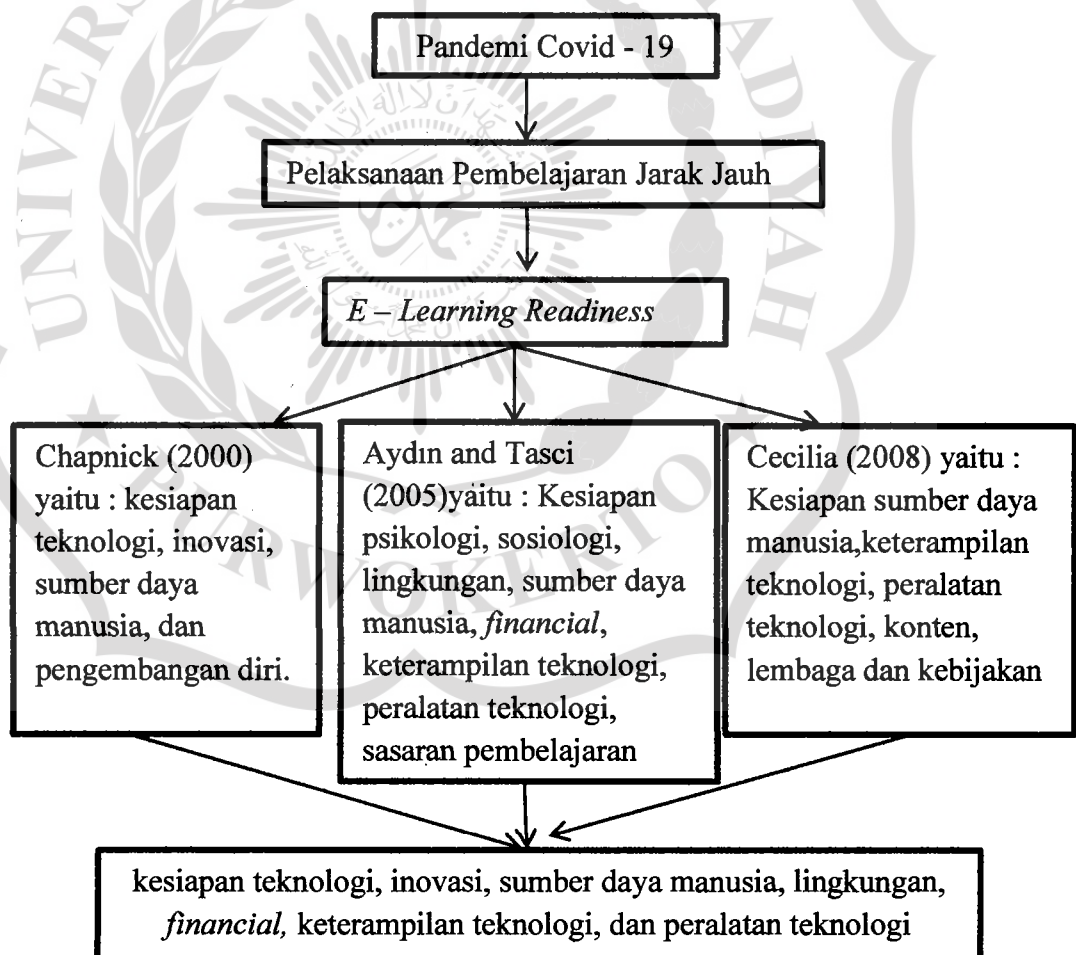 Pandemi Covid - 19
Pelaksanaan Pembelajaran Jarak Jauh
E – Learning Readiness
Chapnick (2000)
yaitu : kesiapan
teknologi, inovasi,
sumber daya
manusia, dan
pengembangan diri.
Aydın and Tasci
(2005)yaitu : Kesiapan
psikologi, sosiologi,
lingkungan, sumber daya
manusia, financial,
keterampilan teknologi,
peralatan teknologi,
sasaran pembelajaran
Cecilia (2008) yaitu :
Kesiapan sumber daya
manusia,keterampilan
teknologi, peralatan
teknologi, konten,
lembaga dan kebijakan
kesiapan teknologi, inovasi, sumber daya manusia, lingkungan,
financial, keterampilan teknologi, dan peralatan teknologi
PURWOKERTO